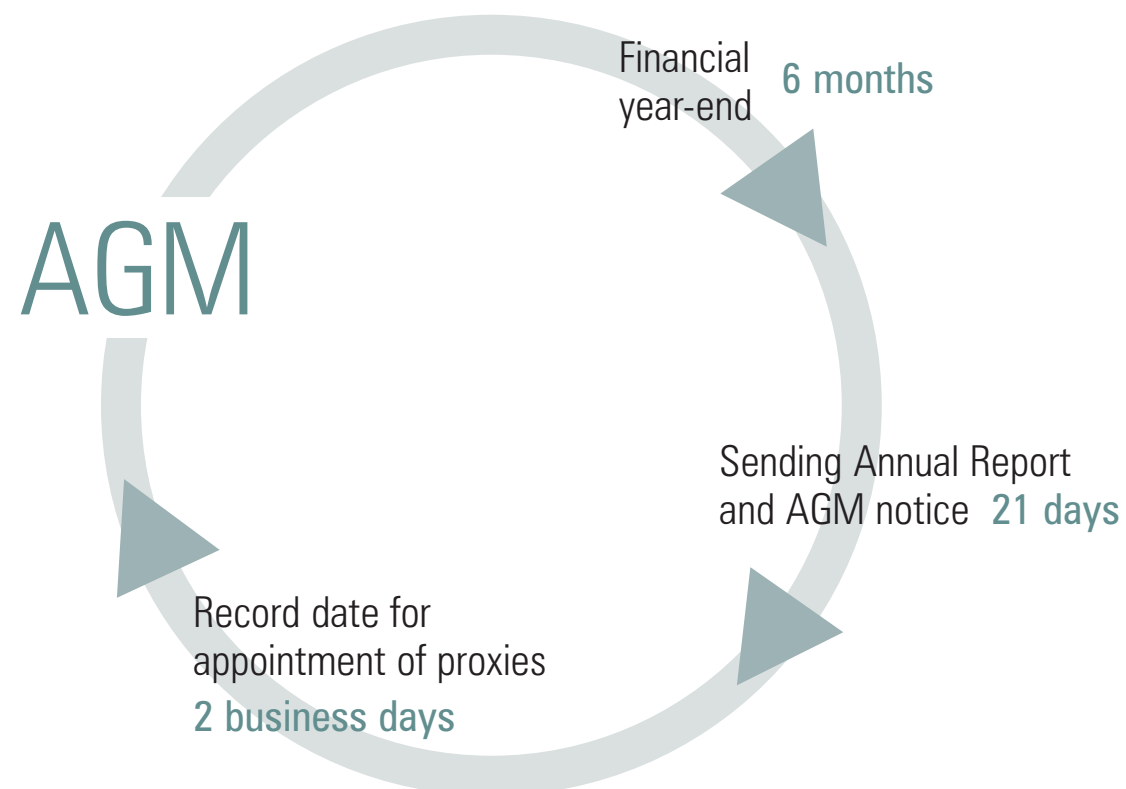 Financial
year-end 6 months
AGM
Sending Annual Report
and AGM notice 21 days
Record date for
appointment of proxies
2 business days